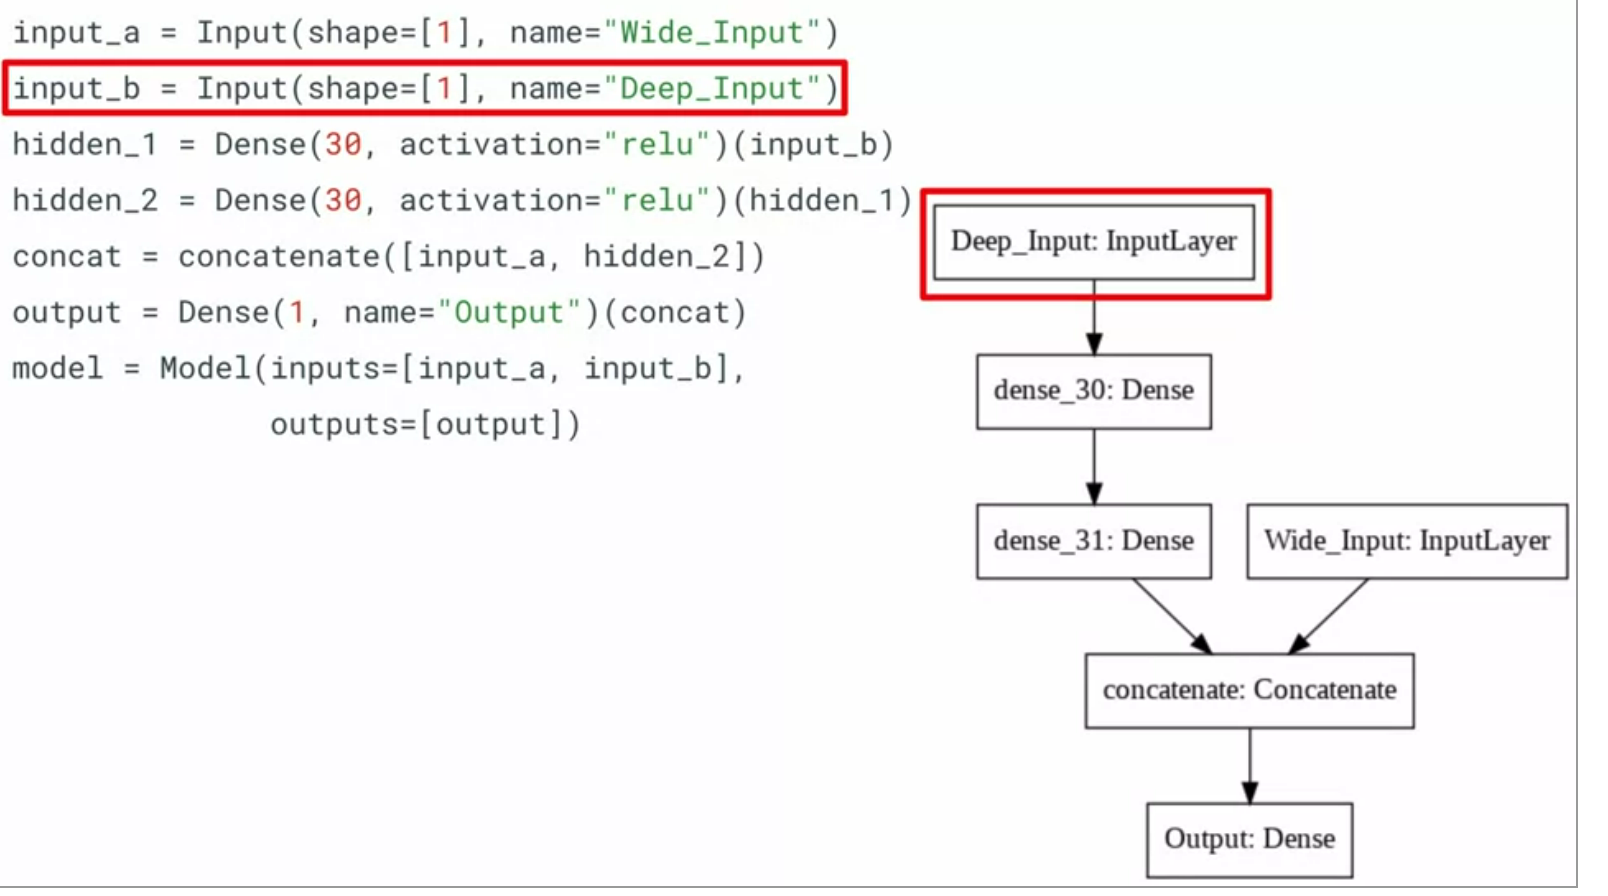 input_a = Input(shape=[1], name="Wide_Input")
input_b = Input(shape=[1], name="Deep_Input")
hidden_1 = Dense(30, activation="relu")(input_b)
hidden_2 = Dense(30, activation="relu")(hidden_1)
concat = concatenate([input_a, hidden_2])
output = Dense(1, name="Output")(concat)
model = Model(inputs=[input_a, input_b],
outputs=[output])
Deep_Input: InputLayer
dense_30: Dense
dense_31: Dense
Wide_Input: InputLayer
concatenate: Concatenate
Output: Dense